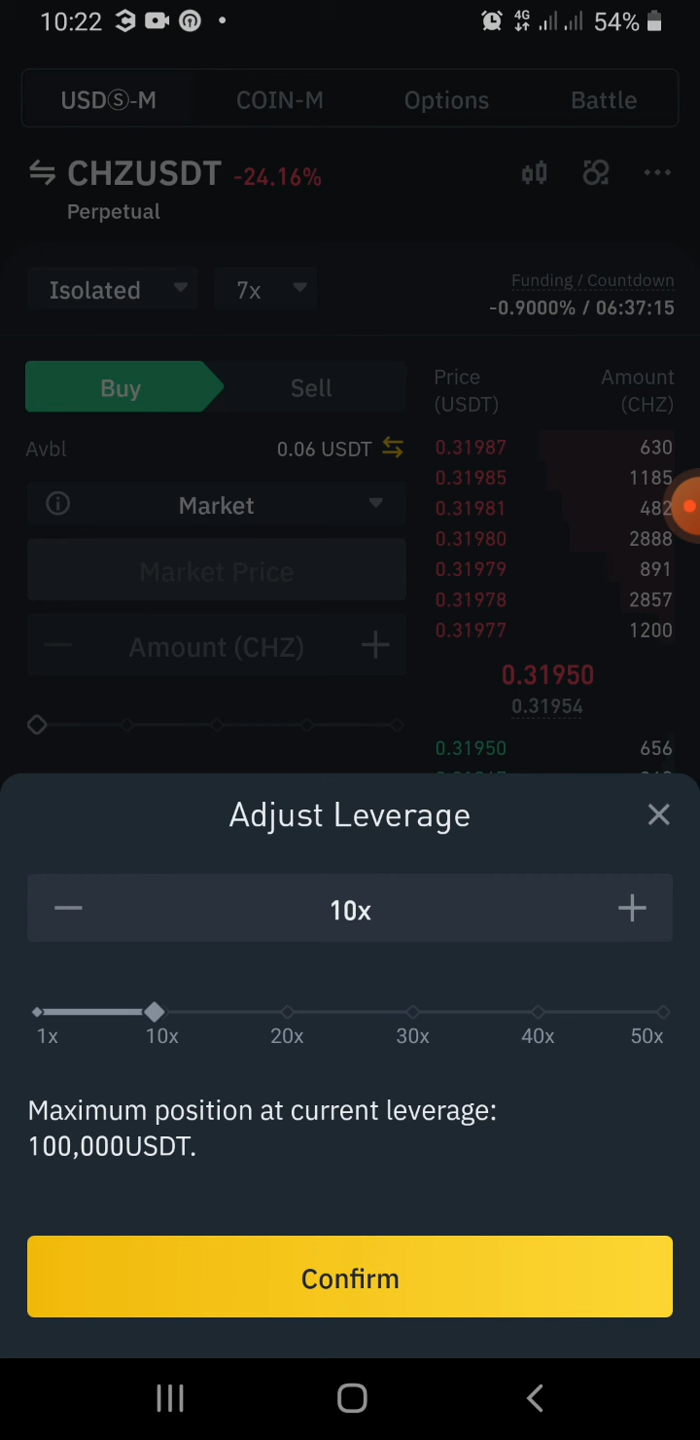 10:22 4G 54%
USDⓈ-M COIN-M Options Battle
CHZUSDT -24.16%
Perpetual
Isolated 7x Funding / Countdown
-0.9000% / 06:37:15
Buy Sell Price Amount
(USDT) (CHZ)
Avbl 0.06 USDT 0.31987 630
0.31985 1185
Market 0.31981 482
0.31980 2888
Market Price 0.31979 891
0.31978 2857
Amount (CHZ) 0.31977 1200
0.31950
0.31954
0.31950 656
Adjust Leverage
10x
1x 10x 20x 30x 40x 50x
Maximum position at current leverage:
100,000USDT.
Confirm